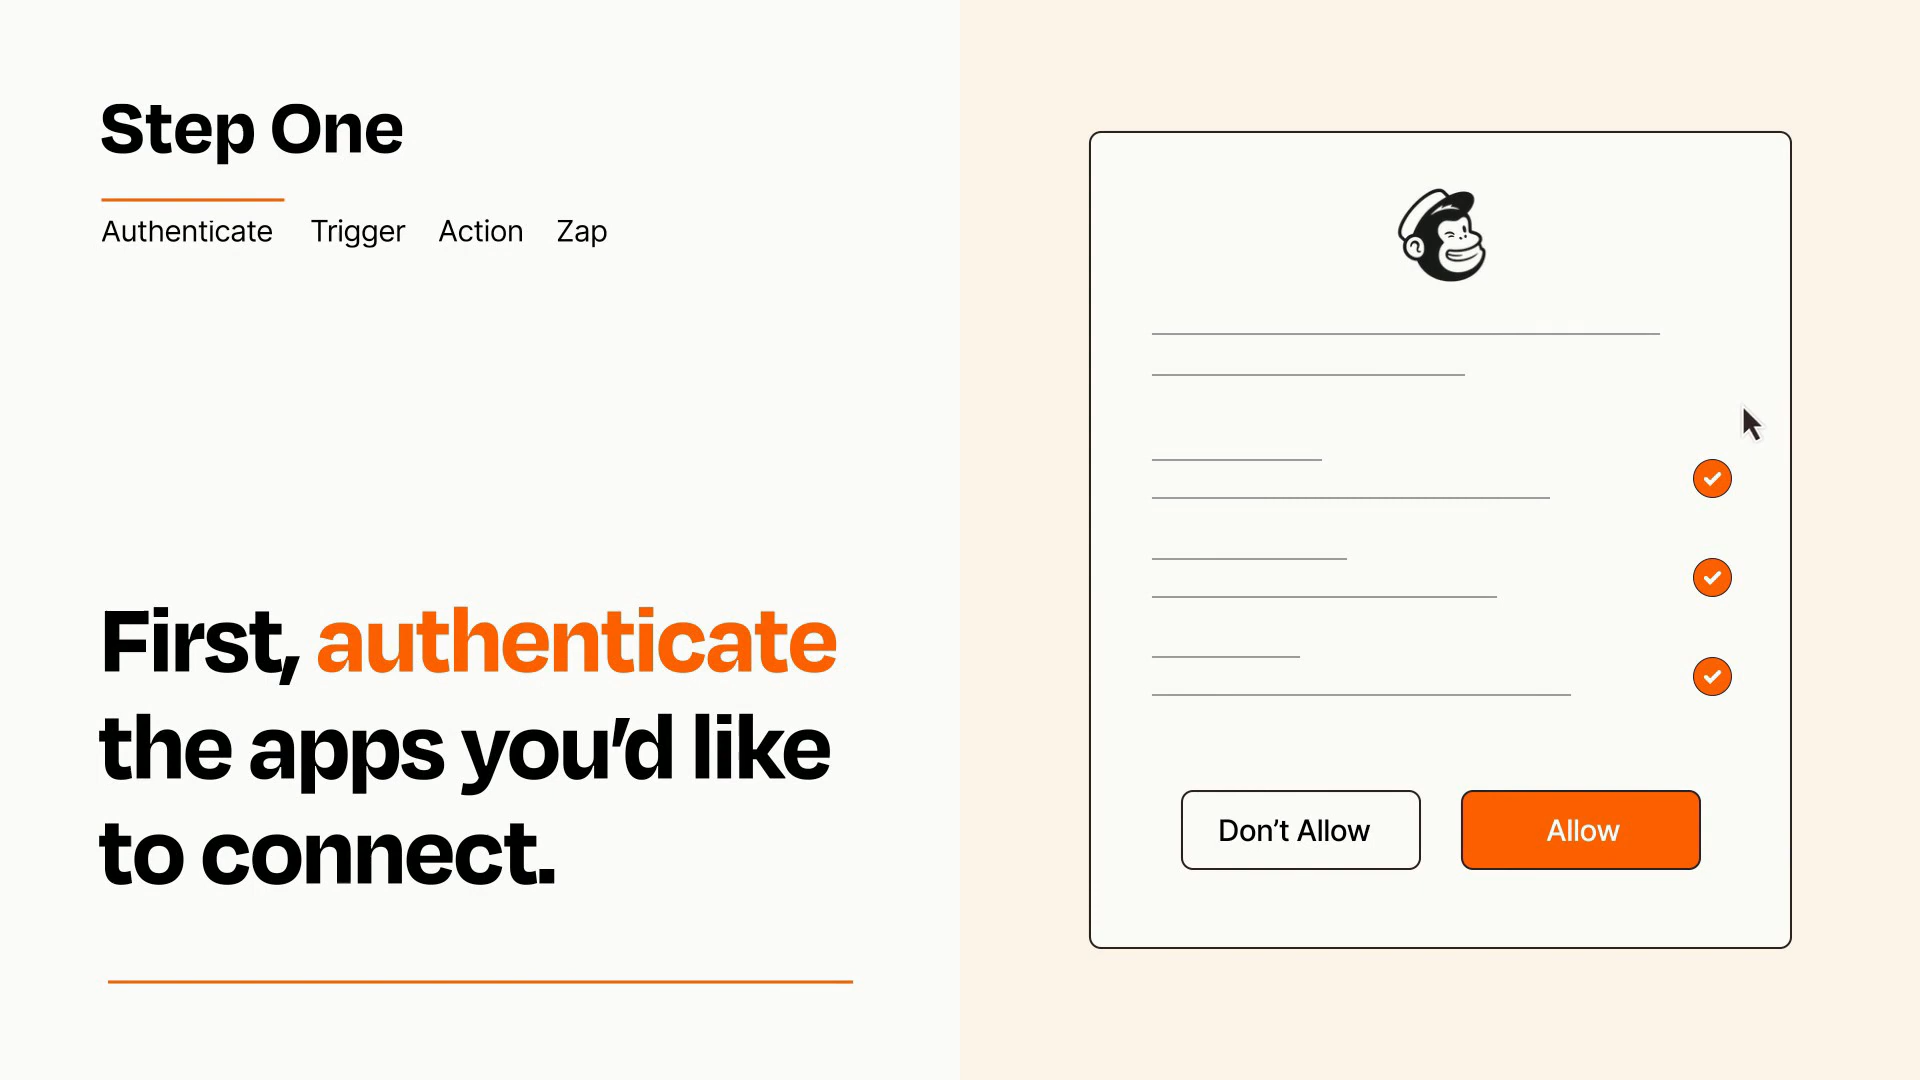 Step One
Authenticate Trigger Action Zap
First, authenticate
the apps you’d like
to connect.
Don’t Allow
Allow